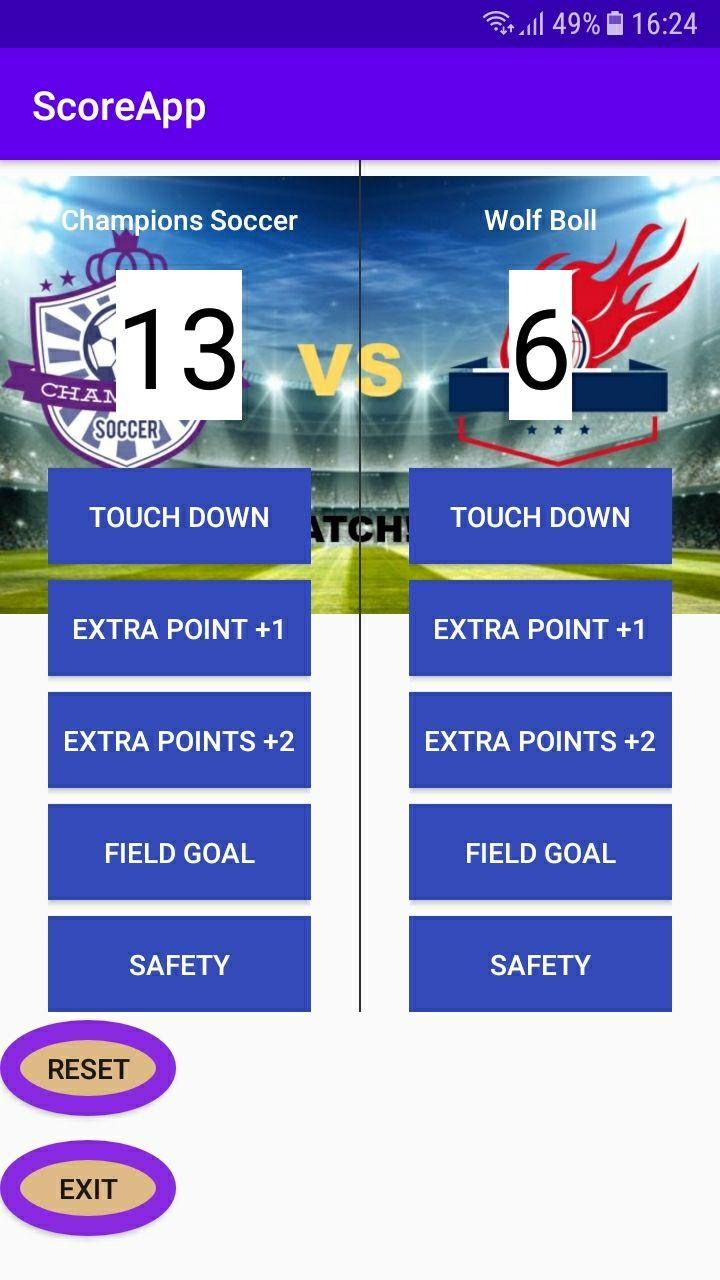 49% 16:24
ScoreApp
Champions Soccer
Wolf Boll
13
VS
6
CHAM
SOCCER
TOUCH DOWN
ATCH!
TOUCH DOWN
EXTRA POINT +1
EXTRA POINT +1
EXTRA POINTS +2
EXTRA POINTS +2
FIELD GOAL
FIELD GOAL
SAFETY
SAFETY
RESET
EXIT